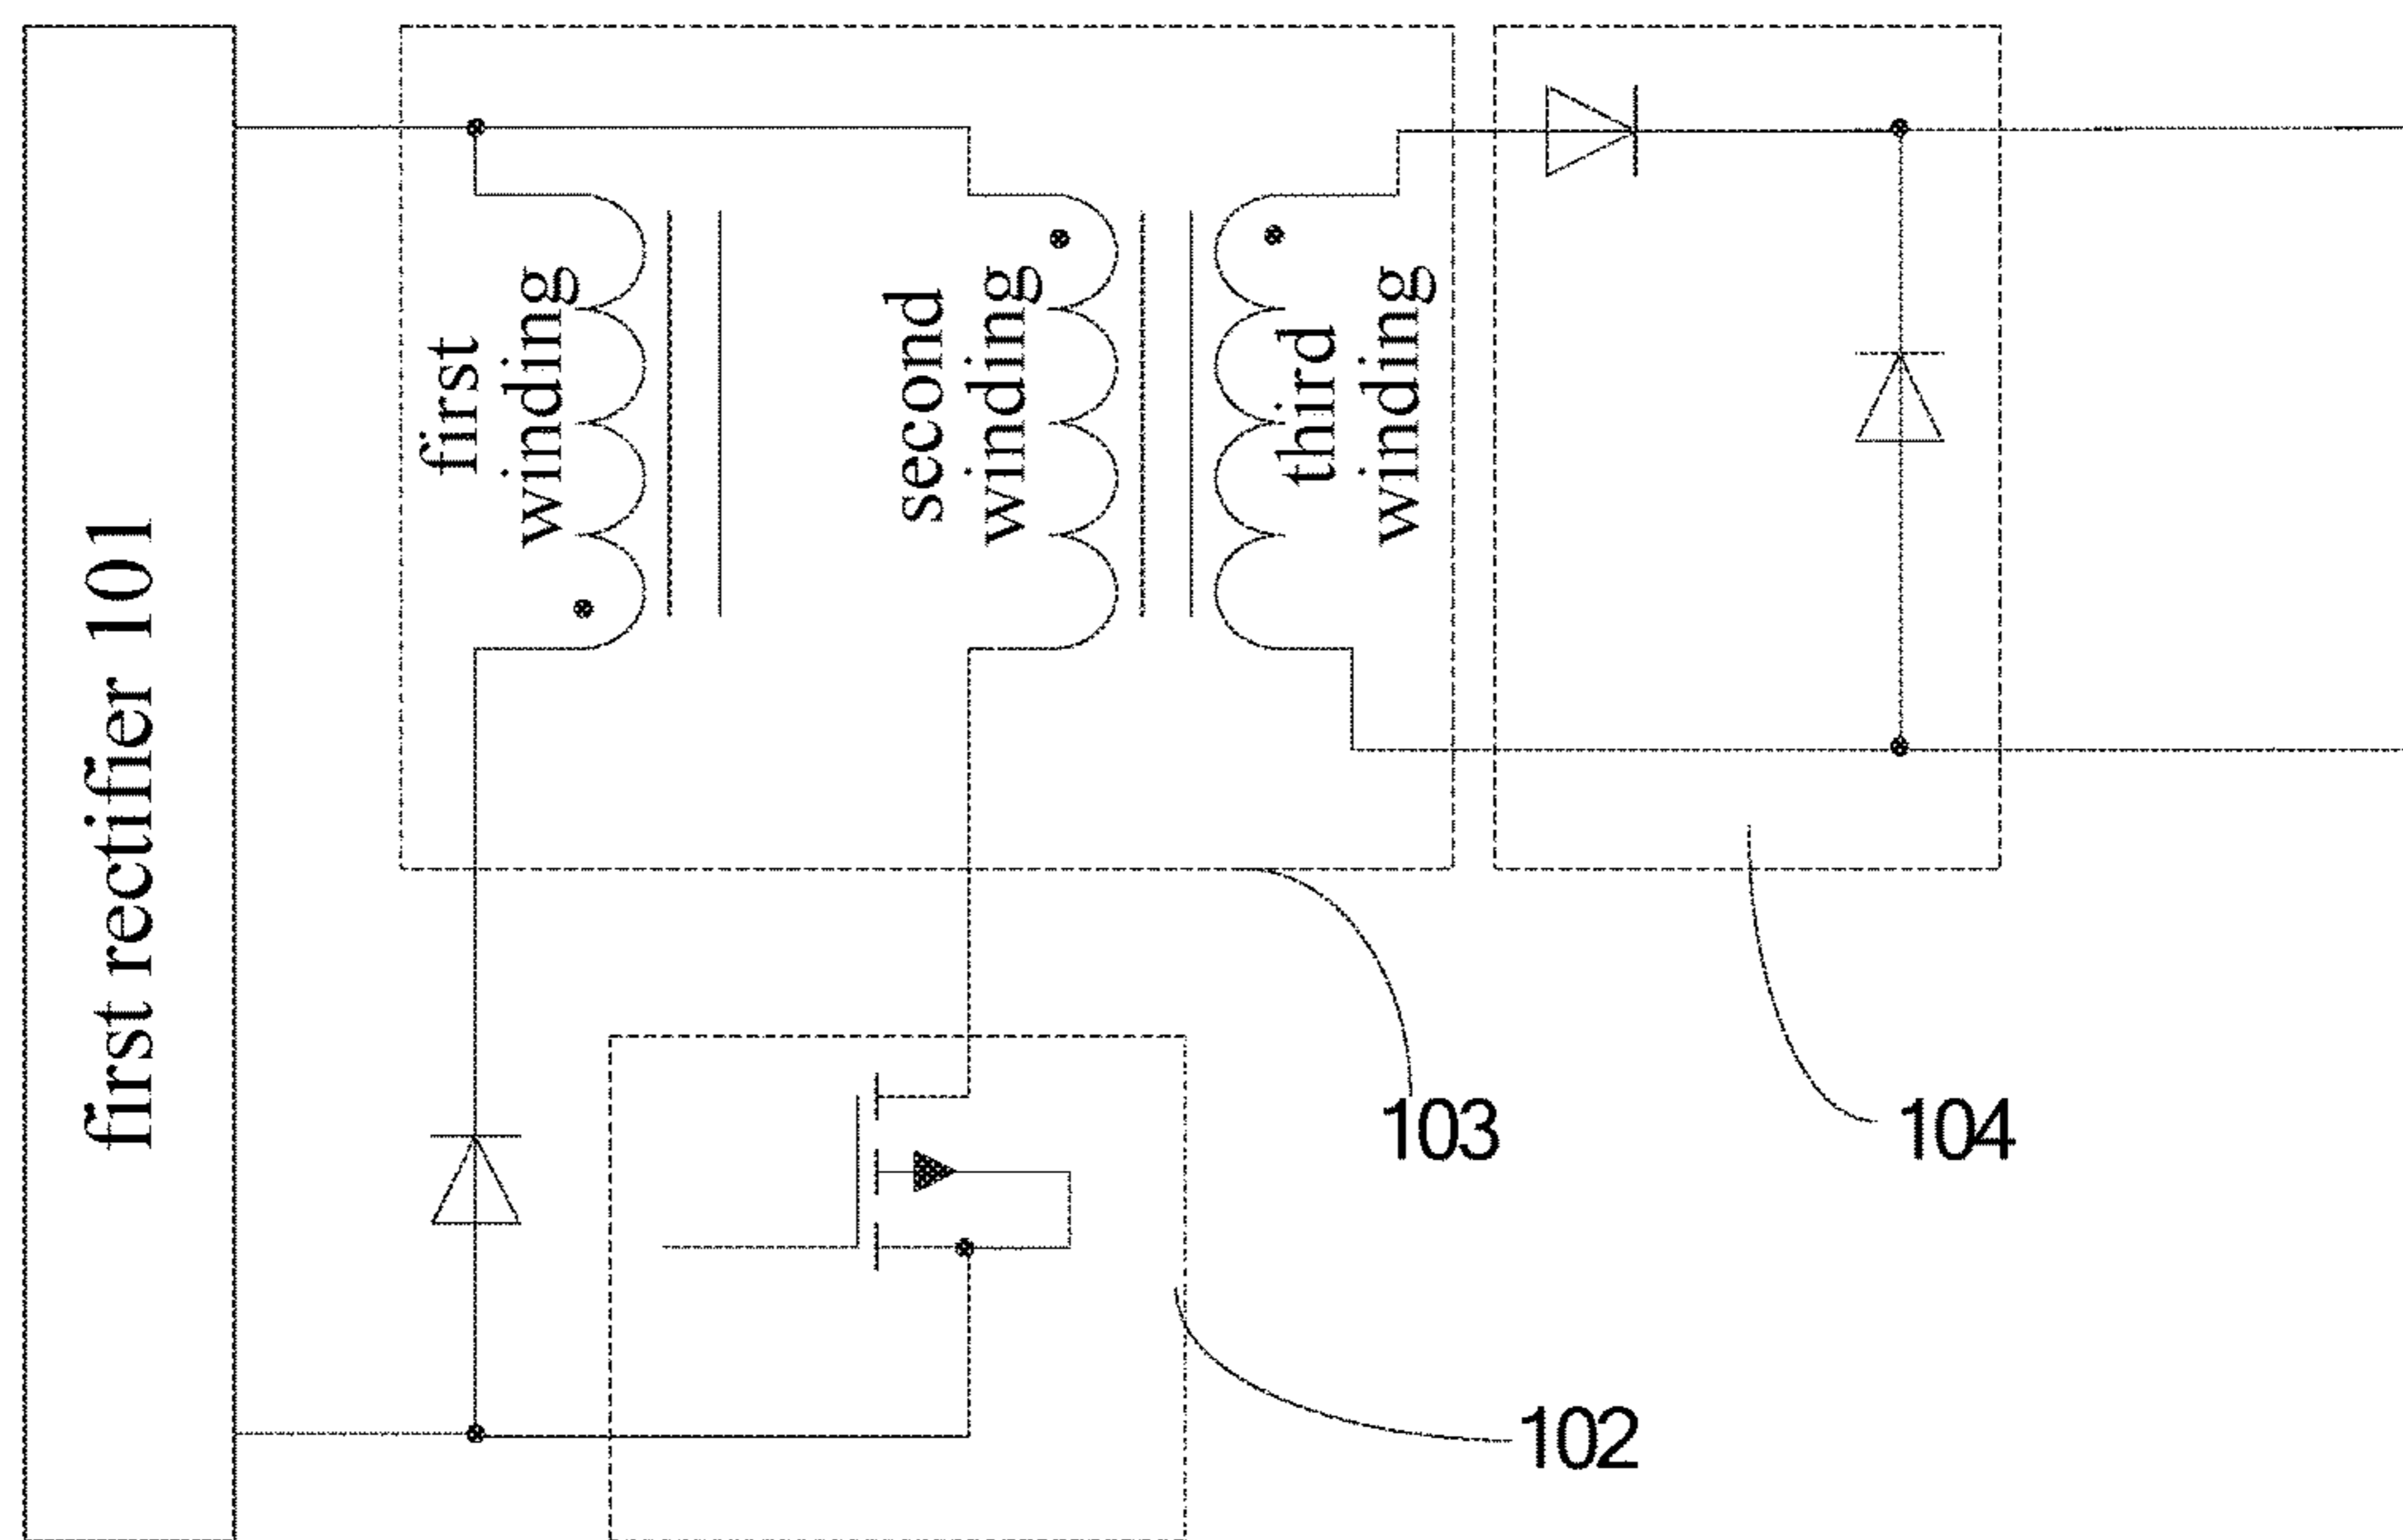 first rectifier 101
first
winding
second
winding
third
winding
103
104
102